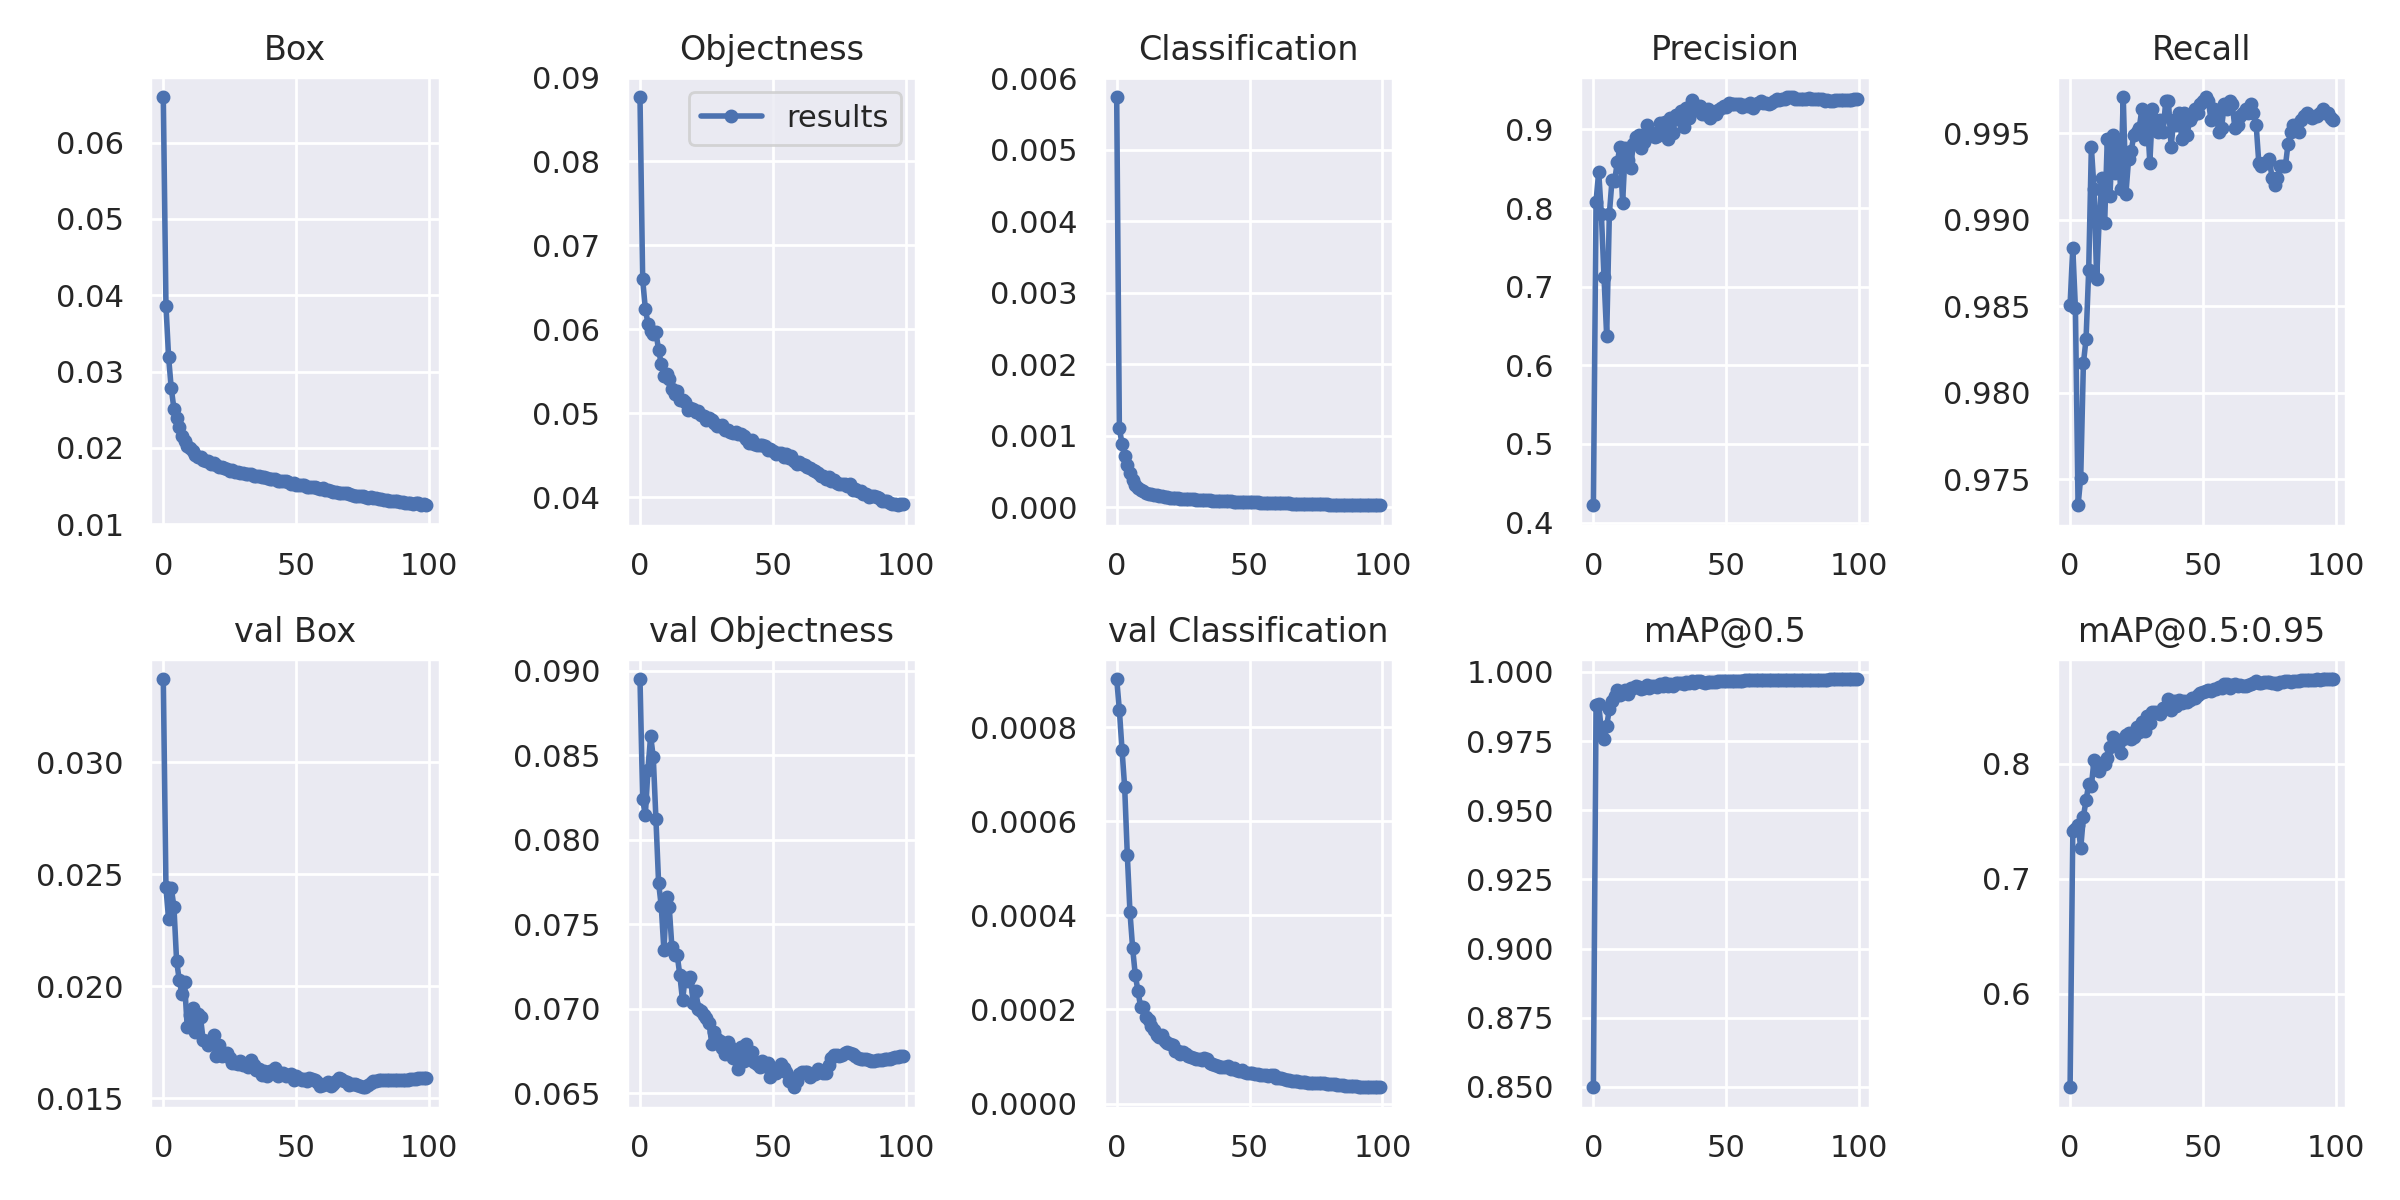 Box
Objectness
Classification
Precision
Recall
0.06
0.05
0.04
0.03
0.02
0.01
0 50 100
0.09
0.08
0.07
0.06
0.05
0.04
results
0 50 100
0.006
0.005
0.004
0.003
0.002
0.001
0.000
0 50 100
0.9
0.8
0.7
0.6
0.5
0.4
0 50 100
0.995
0.990
0.985
0.980
0.975
0 50 100
val Box
val Objectness
val Classification
mAP@0.5
mAP@0.5:0.95
0.030
0.025
0.020
0.015
0 50 100
0.090
0.085
0.080
0.075
0.070
0.065
0 50 100
0.0008
0.0006
0.0004
0.0002
0.0000
0 50 100
1.000
0.975
0.950
0.925
0.900
0.875
0.850
0 50 100
0.8
0.7
0.6
0 50 100